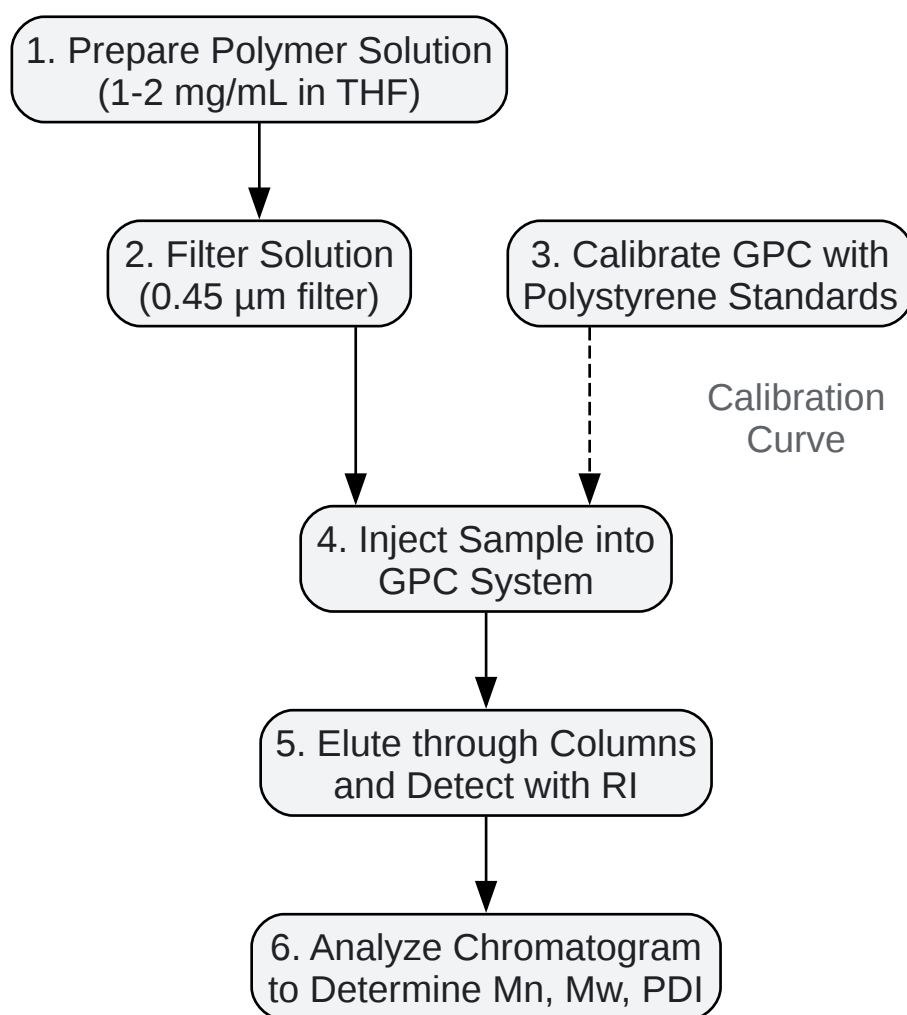 1. Prepare Polymer Solution
(1-2 mg/mL in THF)
2. Filter Solution
(0.45 µm filter)
3. Calibrate GPC with
Polystyrene Standards
Calibration
Curve
4. Inject Sample into
GPC System
5. Elute through Columns
and Detect with RI
6. Analyze Chromatogram
to Determine Mn, Mw, PDI